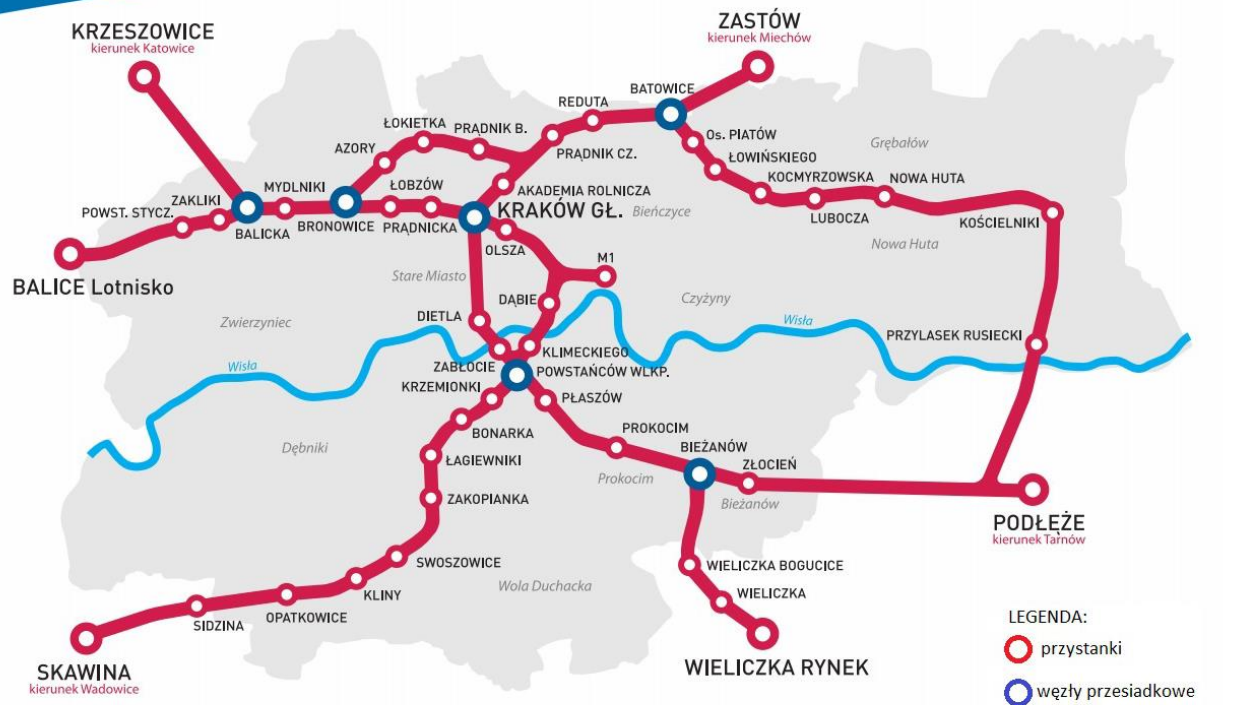 KRZESZOWICE
kierunek Katowice
ZASTÓW
kierunek Miechów
BATOWICE
REDUTA
ŁOKIETKA
PRĄDNIK B.
Os. PIATÓW
AZORY
PRĄDNIK CZ.
Grębałów
ŁOWIŃSKIEGO
KOCMYRZOWSKA
NOWA HUTA
MYDLNIKI
ŁOBZÓW
AKADEMIA ROLNICZA
ZAKLIKI
POWST. STYCZ.
KRAKÓW GŁ.
Bieńczyce
LUBOCZA
KOŚCIELNIKI
BALICKA
BRONOWICE
PRĄDNICKA
OLSZA
Nowa Huta
M1
Stare Miasto
BALICE Lotnisko
DĄBIE
Czyżyny
DIETLA
Zwierzyniec
Wisła
PRZYLASEK RUSIECKI
KLIMECKIEGO
Wisła
ZABŁOCIE
POWSTAŃCÓW WLKP.
KRZEMIONKI
PŁASZÓW
PROKOCIM
BONARKA
BIEŻANÓW
Dębniki
ŁAGIEWNIKI
ZŁOCIEŃ
Prokocim
ZAKOPIANKA
Bieżanów
PODŁĘŻE
kierunek Tarnów
SWOSZOWICE
WIELICZKA BOGUCICE
Wola Duchacka
KLINY
WIELICZKA
OPATKOWICE
SIDZINA
LEGENDA:
przystanki
SKAWINA
kierunek Wadowice
WIELICZKA RYNEK
węzły przesiadkowe